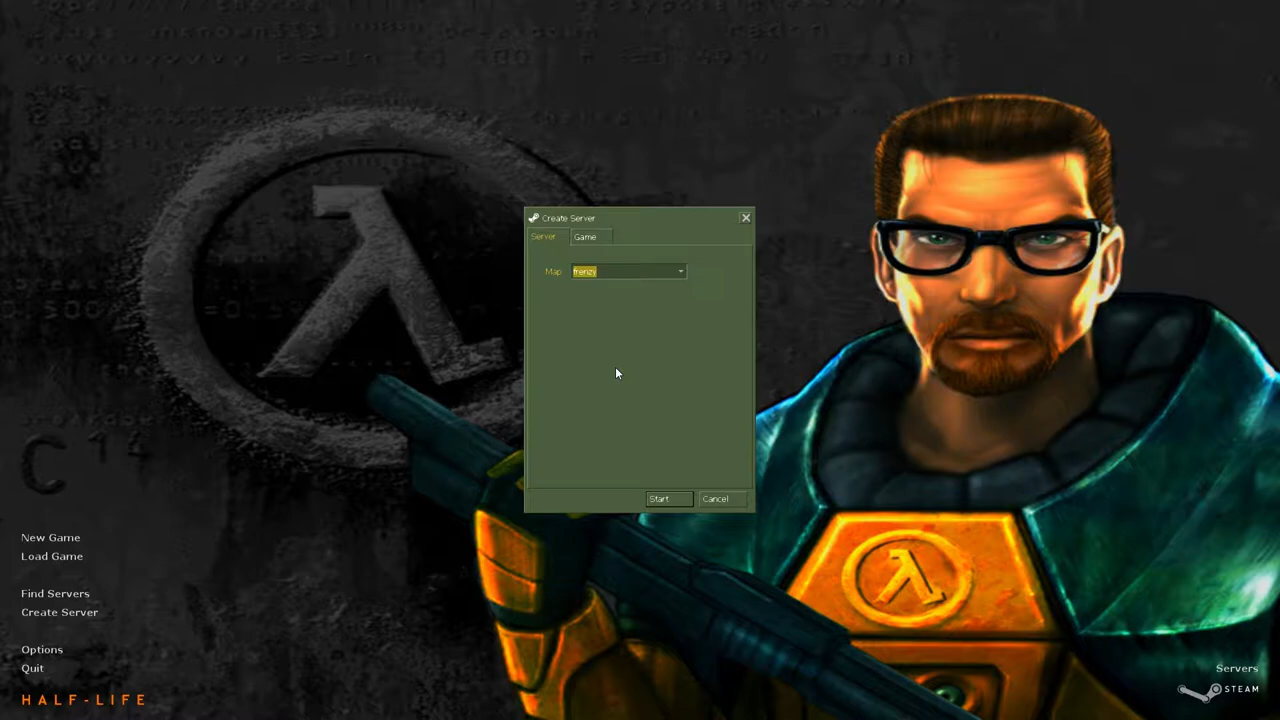 Create Server
Server
Game
Map
frenzy
Start
Cancel
New Game
Load Game
Find Servers
Create Server
Options
Quit
HALF-LIFE
Servers
STEAM